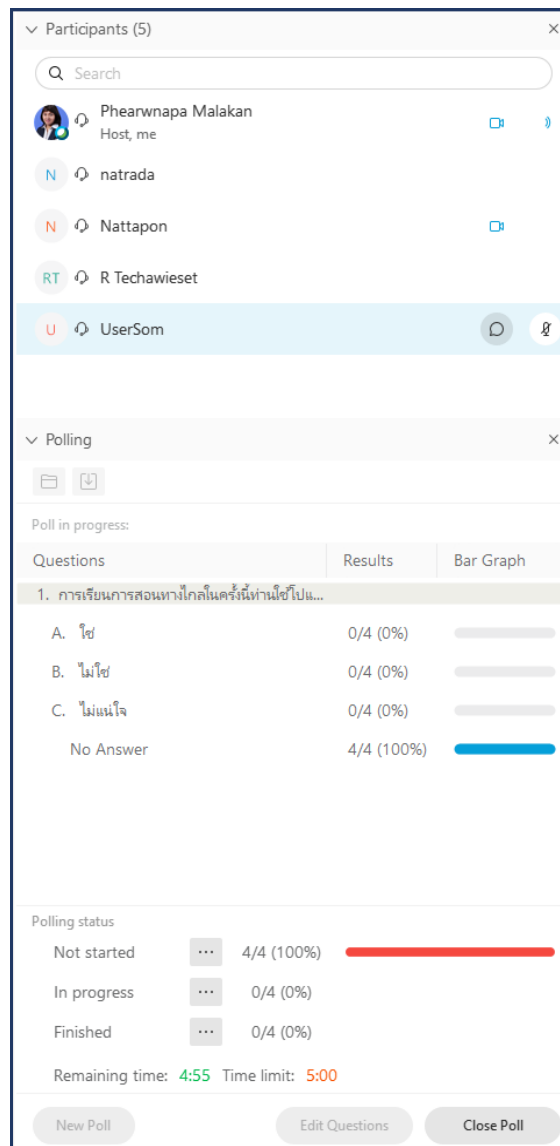 Participants (5)
Search
Phearwnapa Malakan
Host, me
N natrada
N Nattapon
RT R Techawieset
U UserSom
Polling
Poll in progress:
Questions Results Bar Graph
1. การเรียนการสอนทางไกลในครั้งนี้ท่านใช้โปแ...
A. ใช่ 0/4 (0%)
B. ไม่ใช่ 0/4 (0%)
C. ไม่แน่ใจ 0/4 (0%)
No Answer 4/4 (100%)
Polling status
Not started ... 4/4 (100%)
In progress ... 0/4 (0%)
Finished ... 0/4 (0%)
Remaining time: 4:55 Time limit: 5:00
New Poll Edit Questions Close Poll